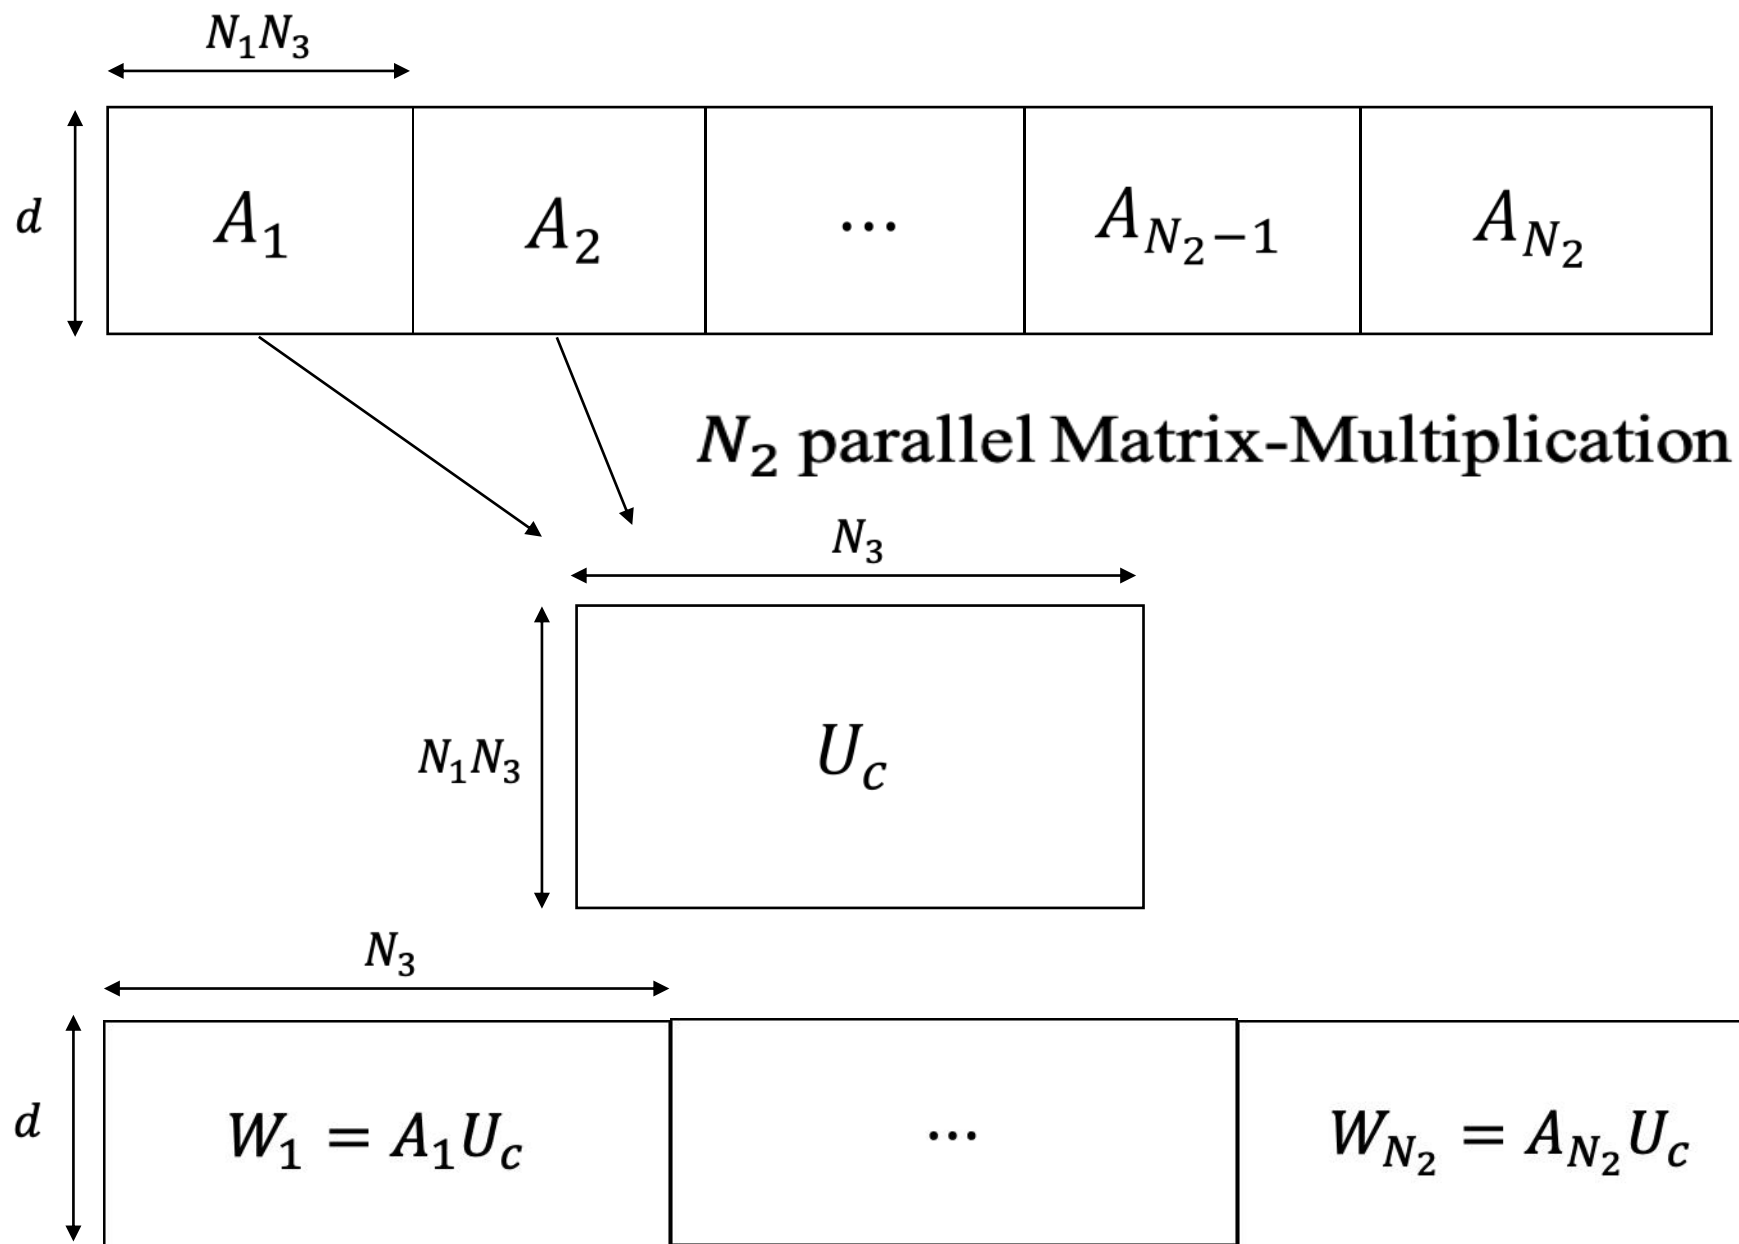 N₁N₃
d A₁ A₂ ⋯ A_{N₂−1} A_{N₂}
N₂ parallel Matrix-Multiplication
N₃
N₁N₃ U_c
N₃
d W₁ = A₁U_c ⋯ W_{N₂} = A_{N₂}U_c